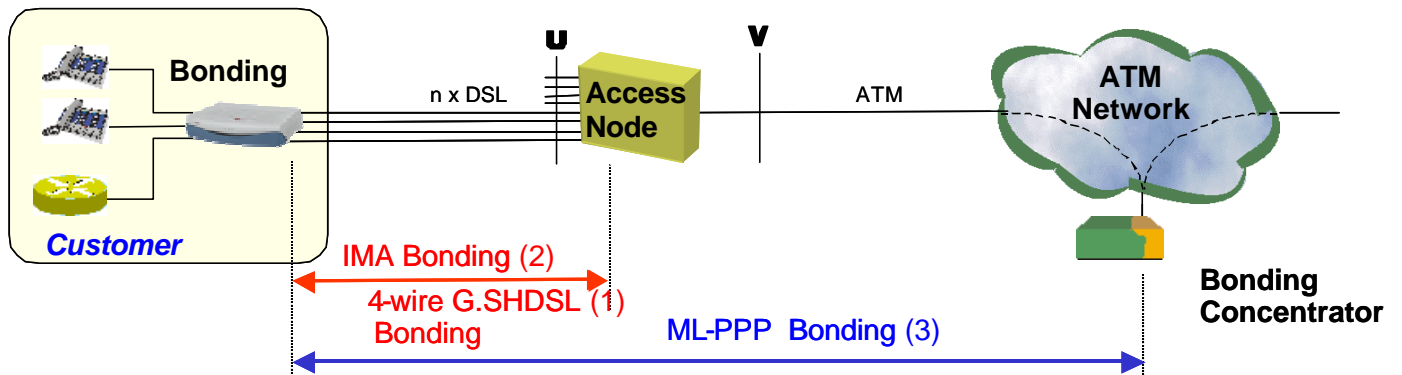 Bonding
Customer
n x DSL
U
Access
Node
V
ATM
ATM
Network
IMA Bonding (2)
4-wire G.SHDSL (1)
Bonding
ML-PPP Bonding (3)
Bonding
Concentrator